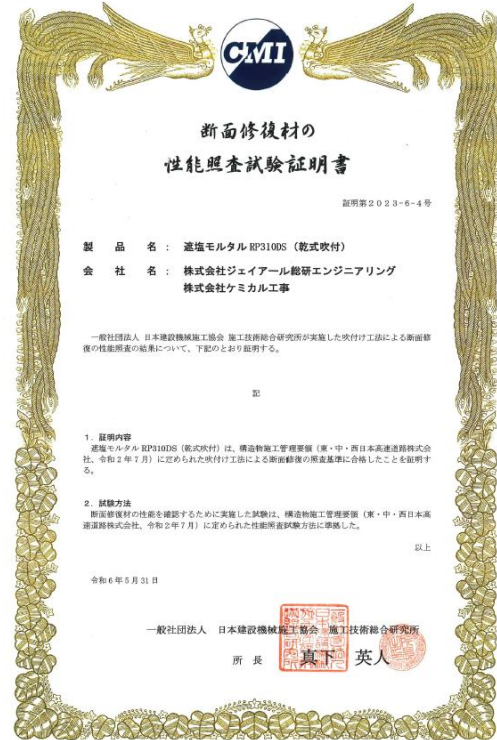 CMI
断面修復材の
性能照査試験証明書
証明第2023-6-4号
製品名：遮塩モルタル RP310DS（乾式吹付）
会社名：株式会社ジェイアール総研エンジニアリング
株式会社ケミカル工事
一般社団法人 日本建設機械施工協会 施工技術総合研究所が実施した吹付け工法による断面修
復の性能照査の結果について、下記のとおり証明する。
記
1．証明内容
遮塩モルタル RP310DS（乾式吹付）は、構造物施工管理要領（東・中・西日本高速道路株式会
社、令和2年7月）に定められた吹付け工法による断面修復の照査基準に合格したことを証明す
る。
2．試験方法
断面修復材の性能を確認するために実施した試験は、構造物施工管理要領（東・中・西日本高
速道路株式会社、令和2年7月）に定められた性能照査試験方法に準拠した。
以上
令和6年5月31日
一般社団法人 日本建設機械施工協会 施工技術総合研究所
所長 真下 英人